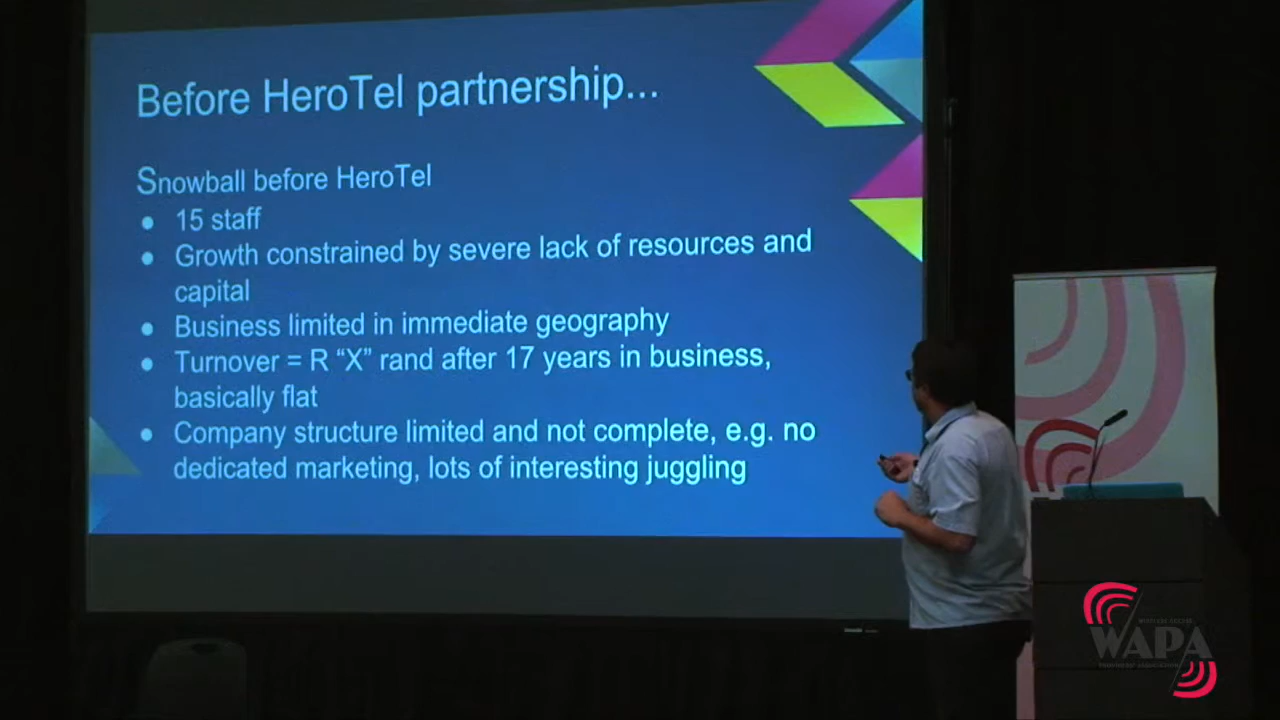 Before HeroTel partnership...
Snowball before HeroTel
● 15 staff
● Growth constrained by severe lack of resources and
capital
● Business limited in immediate geography
● Turnover = R “X” rand after 17 years in business,
basically flat
● Company structure limited and not complete, e.g. no
dedicated marketing, lots of interesting juggling
WAPA